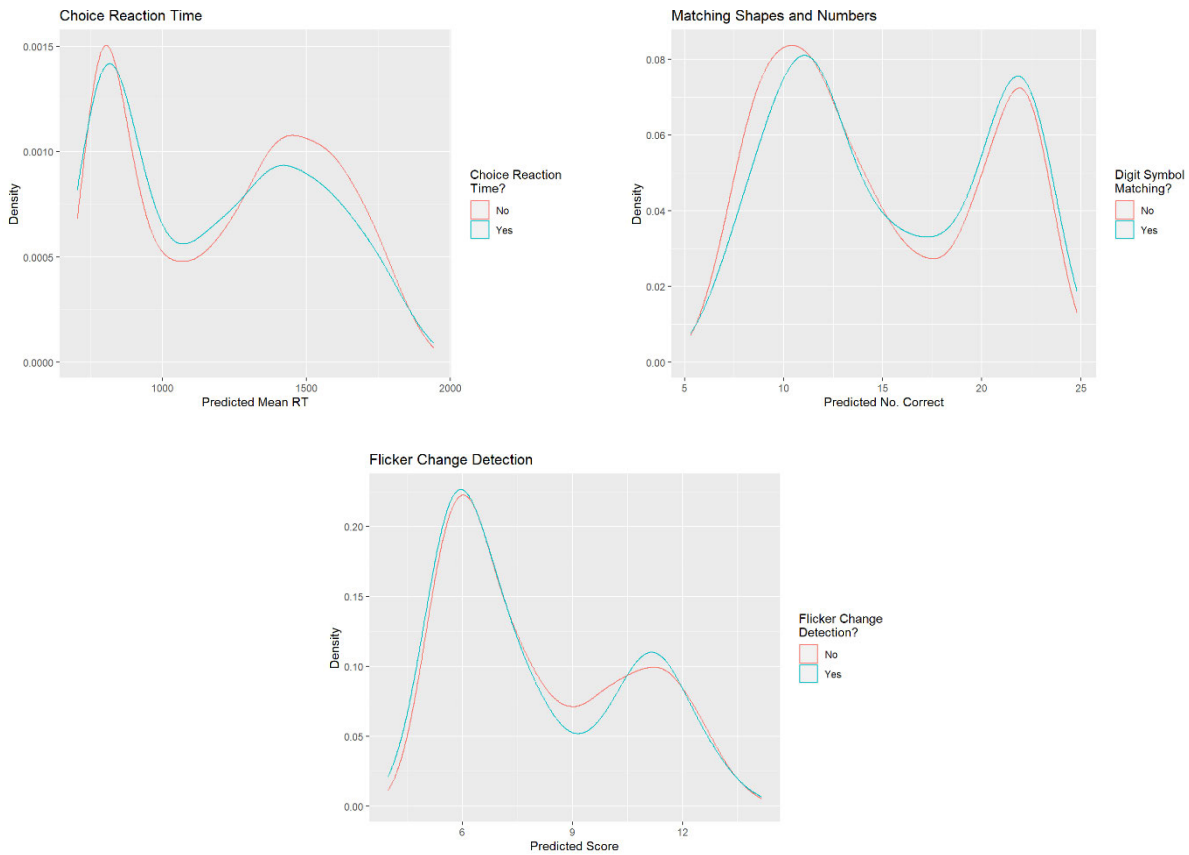 Choice Reaction Time
0.0015
0.0010
0.0005
0.0000
Density
1000
1500
2000
Predicted Mean RT
Choice Reaction
Time?
No
Yes
Matching Shapes and Numbers
0.08
0.06
0.04
0.02
0.00
Density
5
10
15
20
25
Predicted No. Correct
Digit Symbol
Matching?
No
Yes
Flicker Change Detection
0.20
0.15
0.10
0.05
0.00
Density
6
9
12
Predicted Score
Flicker Change
Detection?
No
Yes